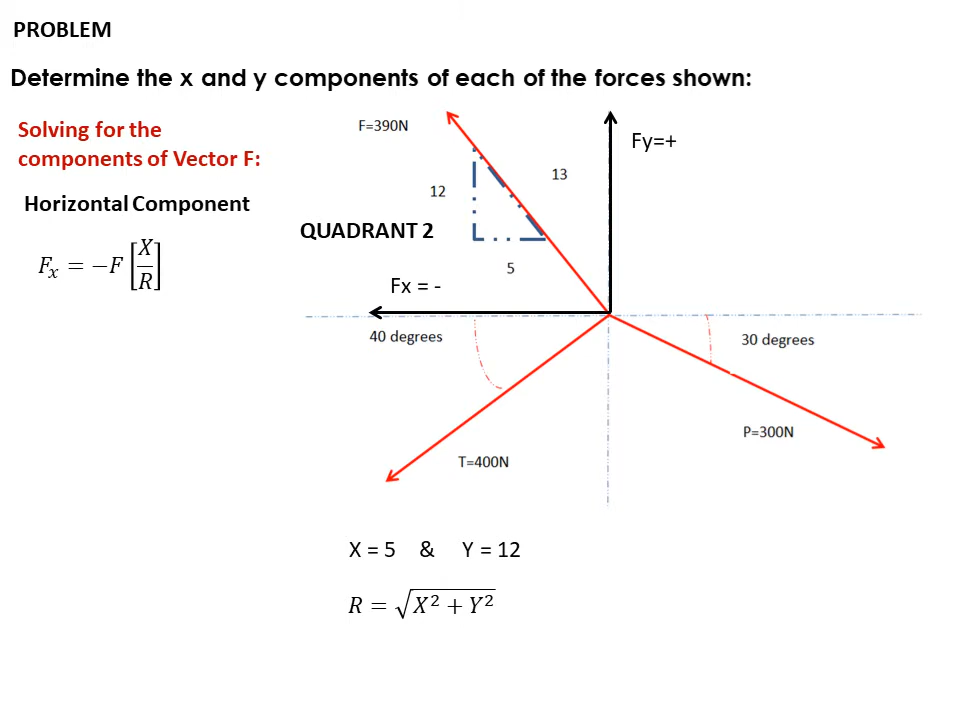 PROBLEM
Determine the x and y components of each of the forces shown:
Solving for the
components of Vector F:
Horizontal Component
F_x = −F [X/R]
F=390N
Fy=+
13
12
QUADRANT 2
5
Fx = -
40 degrees
30 degrees
P=300N
T=400N
X = 5 & Y = 12
R = √(X² + Y²)